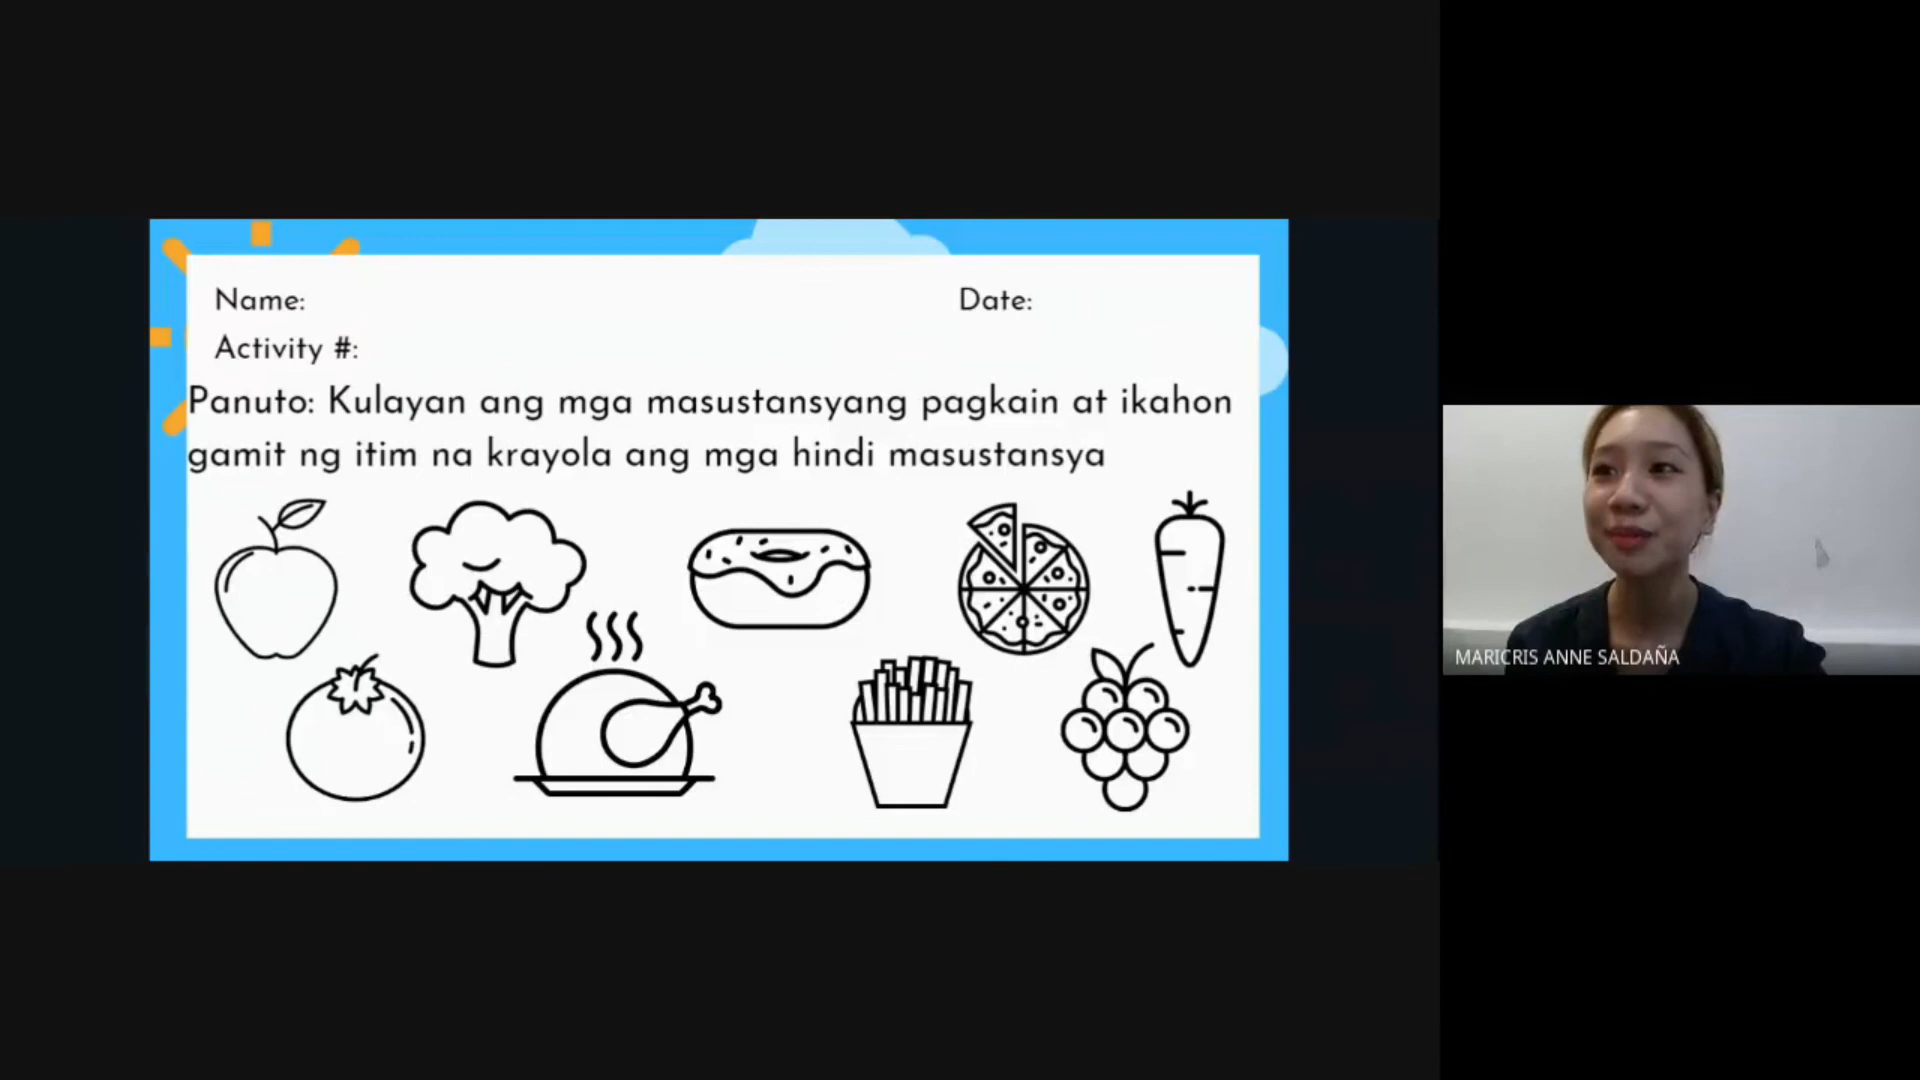 Name:
Date:
Activity #:
Panuto: Kulayan ang mga masustansyang pagkain at ikahon
gamit ng itim na krayola ang mga hindi masustansya
MARICRIS ANNE SALDAÑA